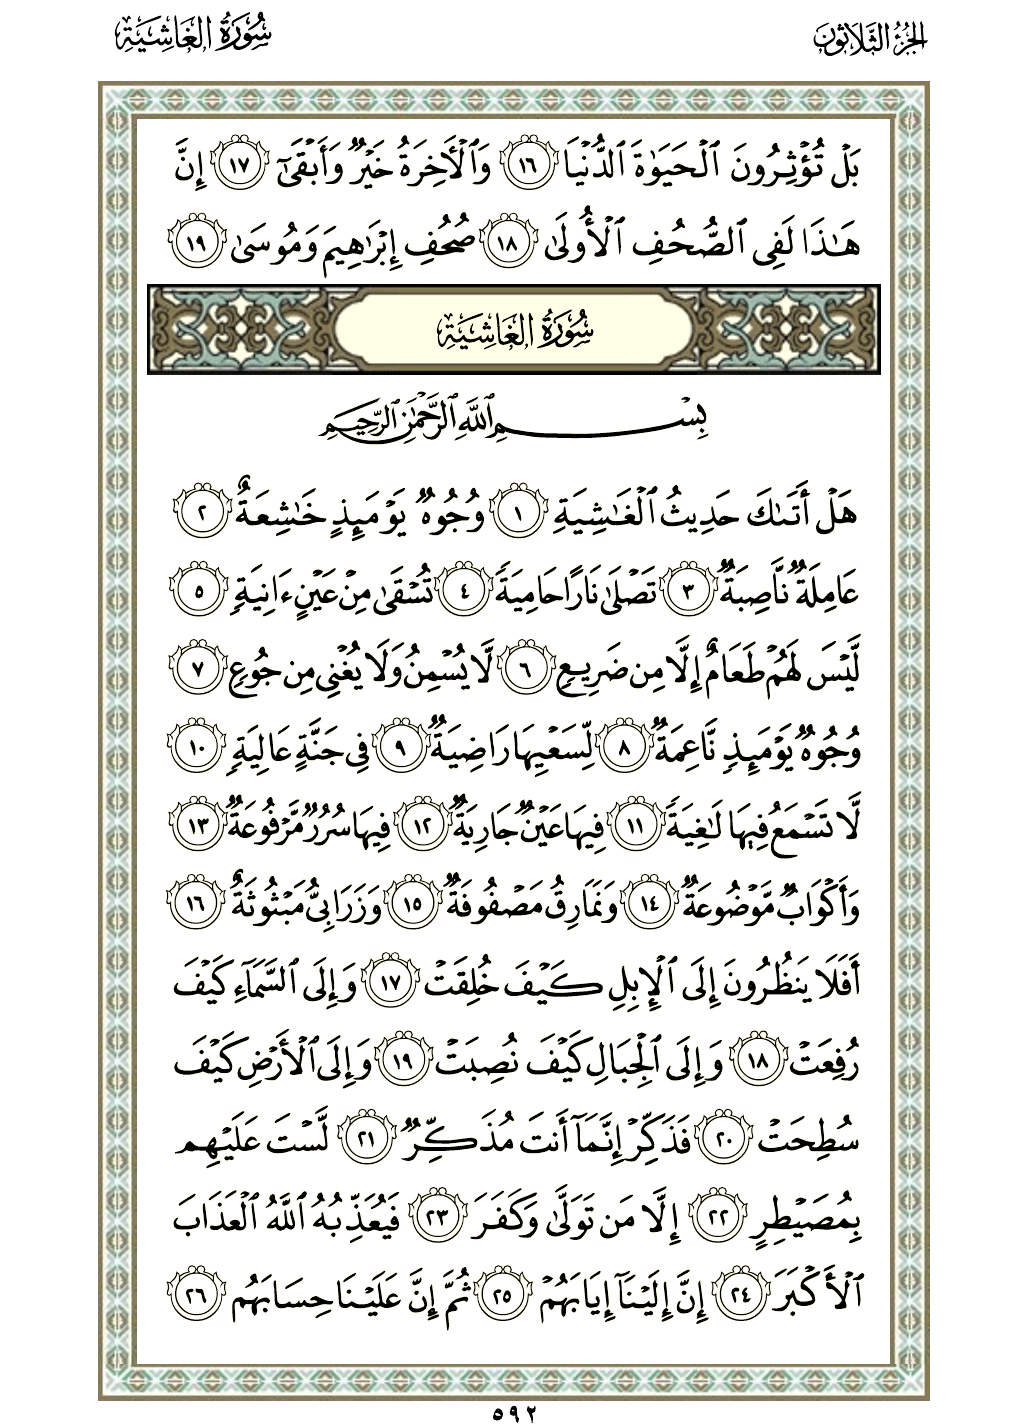 الجزء الثلاثون
سورة الغاشية
بَلۡ تُؤۡثِرُونَ ٱلۡحَيَوٰةَ ٱلدُّنۡيَا ١٦ وَٱلۡأٓخِرَةُ خَيۡرٞ وَأَبۡقَىٰٓ ١٧ إِنَّ
هَٰذَا لَفِي ٱلصُّحُفِ ٱلۡأُولَىٰ ١٨ صُحُفِ إِبۡرَٰهِيمَ وَمُوسَىٰ ١٩
سُورَةُ الغَاشِيَةِ
بِسۡمِ ٱللَّهِ ٱلرَّحۡمَٰنِ ٱلرَّحِيمِ
هَلۡ أَتَىٰكَ حَدِيثُ ٱلۡغَٰشِيَةِ ١ وُجُوهٞ يَوۡمَئِذٍ خَٰشِعَةٌ ٢
عَامِلَةٞ نَّاصِبَةٞ ٣ تَصۡلَىٰ نَارًا حَامِيَةٗ ٤ تُسۡقَىٰ مِنۡ عَيۡنٍ ءَانِيَةٖ ٥
لَّيۡسَ لَهُمۡ طَعَامٌ إِلَّا مِن ضَرِيعٖ ٦ لَّا يُسۡمِنُ وَلَا يُغۡنِي مِن جُوعٖ ٧
وُجُوهٞ يَوۡمَئِذٖ نَّاعِمَةٞ ٨ لِّسَعۡيِهَا رَاضِيَةٞ ٩ فِي جَنَّةٍ عَالِيَةٖ ١٠
لَّا تَسۡمَعُ فِيهَا لَٰغِيَةٗ ١١ فِيهَا عَيۡنٞ جَارِيَةٞ ١٢ فِيهَا سُرُرٞ مَّرۡفُوعَةٞ ١٣
وَأَكۡوَابٞ مَّوۡضُوعَةٞ ١٤ وَنَمَارِقُ مَصۡفُوفَةٞ ١٥ وَزَرَابِيُّ مَبۡثُوثَةٌ ١٦
أَفَلَا يَنظُرُونَ إِلَى ٱلۡإِبِلِ كَيۡفَ خُلِقَتۡ ١٧ وَإِلَى ٱلسَّمَآءِ كَيۡفَ
رُفِعَتۡ ١٨ وَإِلَى ٱلۡجِبَالِ كَيۡفَ نُصِبَتۡ ١٩ وَإِلَى ٱلۡأَرۡضِ كَيۡفَ
سُطِحَتۡ ٢٠ فَذَكِّرۡ إِنَّمَآ أَنتَ مُذَكِّرٞ ٢١ لَّسۡتَ عَلَيۡهِم
بِمُصَيۡطِرٍ ٢٢ إِلَّا مَن تَوَلَّىٰ وَكَفَرَ ٢٣ فَيُعَذِّبُهُ ٱللَّهُ ٱلۡعَذَابَ
ٱلۡأَكۡبَرَ ٢٤ إِنَّ إِلَيۡنَآ إِيَابَهُمۡ ٢٥ ثُمَّ إِنَّ عَلَيۡنَا حِسَابَهُم ٢٦
٥٩٢